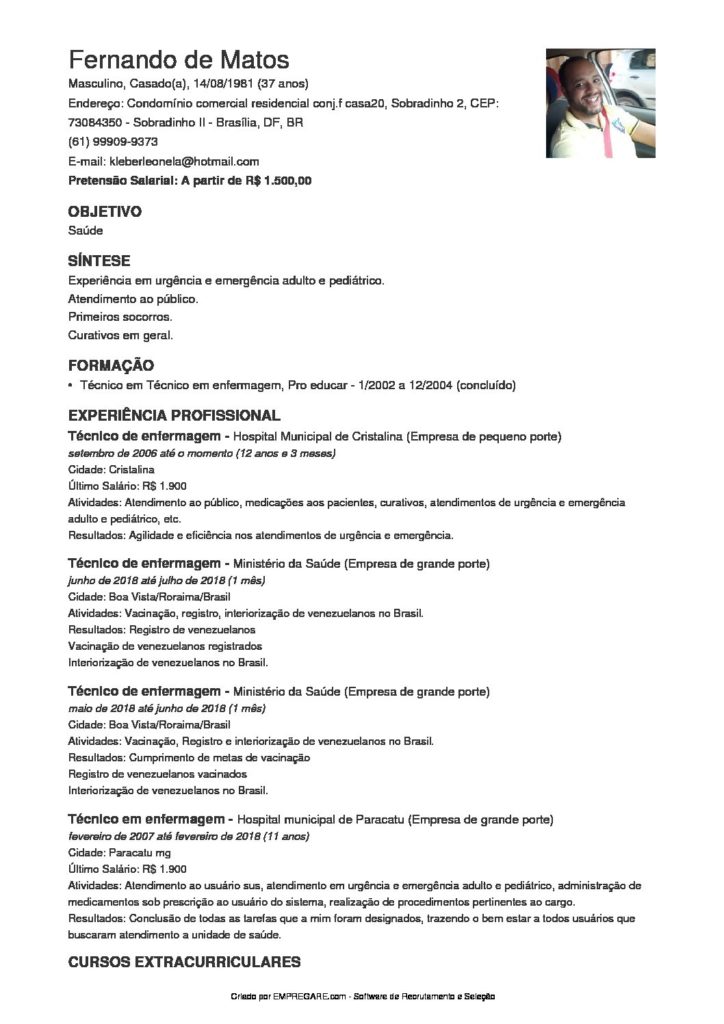 Fernando de Matos
Masculino, Casado(a), 14/08/1981 (37 anos)
Endereço: Condomínio comercial residencial conj.f casa20, Sobradinho 2, CEP:
73084350 - Sobradinho II - Brasília, DF, BR
(61) 99909-9373
E-mail: kleberleonela@hotmail.com
Pretensão Salarial: A partir de R$ 1.500,00
OBJETIVO
Saúde
SÍNTESE
Experiência em urgência e emergência adulto e pediátrico.
Atendimento ao público.
Primeiros socorros.
Curativos em geral.
FORMAÇÃO
• Técnico em Técnico em enfermagem, Pro educar - 1/2002 a 12/2004 (concluído)
EXPERIÊNCIA PROFISSIONAL
Técnico de enfermagem - Hospital Municipal de Cristalina (Empresa de pequeno porte)
setembro de 2006 até o momento (12 anos e 3 meses)
Cidade: Cristalina
Último Salário: R$ 1.900
Atividades: Atendimento ao público, medicações aos pacientes, curativos, atendimentos de urgência e emergência
adulto e pediátrico, etc.
Resultados: Agilidade e eficiência nos atendimentos de urgência e emergência.
Técnico de enfermagem - Ministério da Saúde (Empresa de grande porte)
junho de 2018 até julho de 2018 (1 mês)
Cidade: Boa Vista/Roraima/Brasil
Atividades: Vacinação, registro, interiorização de venezuelanos no Brasil.
Resultados: Registro de venezuelanos
Vacinação de venezuelanos registrados
Interiorização de venezuelanos no Brasil.
Técnico de enfermagem - Ministério da Saúde (Empresa de grande porte)
maio de 2018 até junho de 2018 (1 mês)
Cidade: Boa Vista/Roraima/Brasil
Atividades: Vacinação, Registro e interiorização de venezuelanos no Brasil.
Resultados: Cumprimento de metas de vacinação
Registro de venezuelanos vacinados
Interiorização de venezuelanos no Brasil.
Técnico em enfermagem - Hospital municipal de Paracatu (Empresa de grande porte)
fevereiro de 2007 até fevereiro de 2018 (11 anos)
Cidade: Paracatu mg
Último Salário: R$ 1.900
Atividades: Atendimento ao usuário sus, atendimento em urgência e emergência adulto e pediátrico, administração de
medicamentos sob prescrição ao usuário do sistema, realização de procedimentos pertinentes ao cargo.
Resultados: Conclusão de todas as tarefas que a mim foram designados, trazendo o bem estar a todos usuários que
buscaram atendimento a unidade de saúde.
CURSOS EXTRACURRICULARES
Criado por EMPREGARE.com - Software de Recrutamento e Seleção